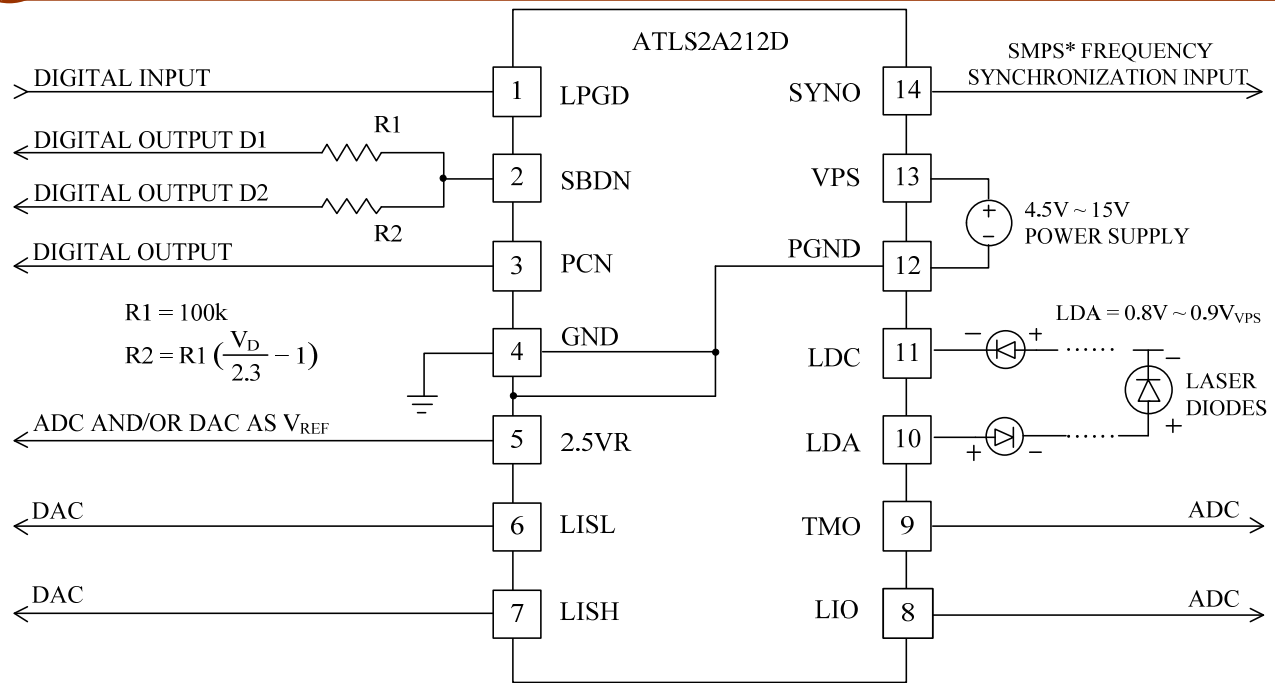 ATLS2A212D
DIGITAL INPUT
1
LPGD
R1
DIGITAL OUTPUT D1
2
SBDN
DIGITAL OUTPUT D2
R2
DIGITAL OUTPUT
3
PCN
R1 = 100k
R2 = R1 (V_D/2.3 − 1)
4
GND
ADC AND/OR DAC AS V_REF
5
2.5VR
DAC
6
LISL
DAC
7
LISH
SMPS* FREQUENCY
SYNCHRONIZATION INPUT
SYNO
14
VPS
13
+
−
4.5V ~ 15V
POWER SUPPLY
PGND
12
LDA = 0.8V ~ 0.9V_VPS
LDC
11
−
+
......
−
LASER
DIODES
+
LDA
10
+
−
......
TMO
9
ADC
LIO
8
ADC